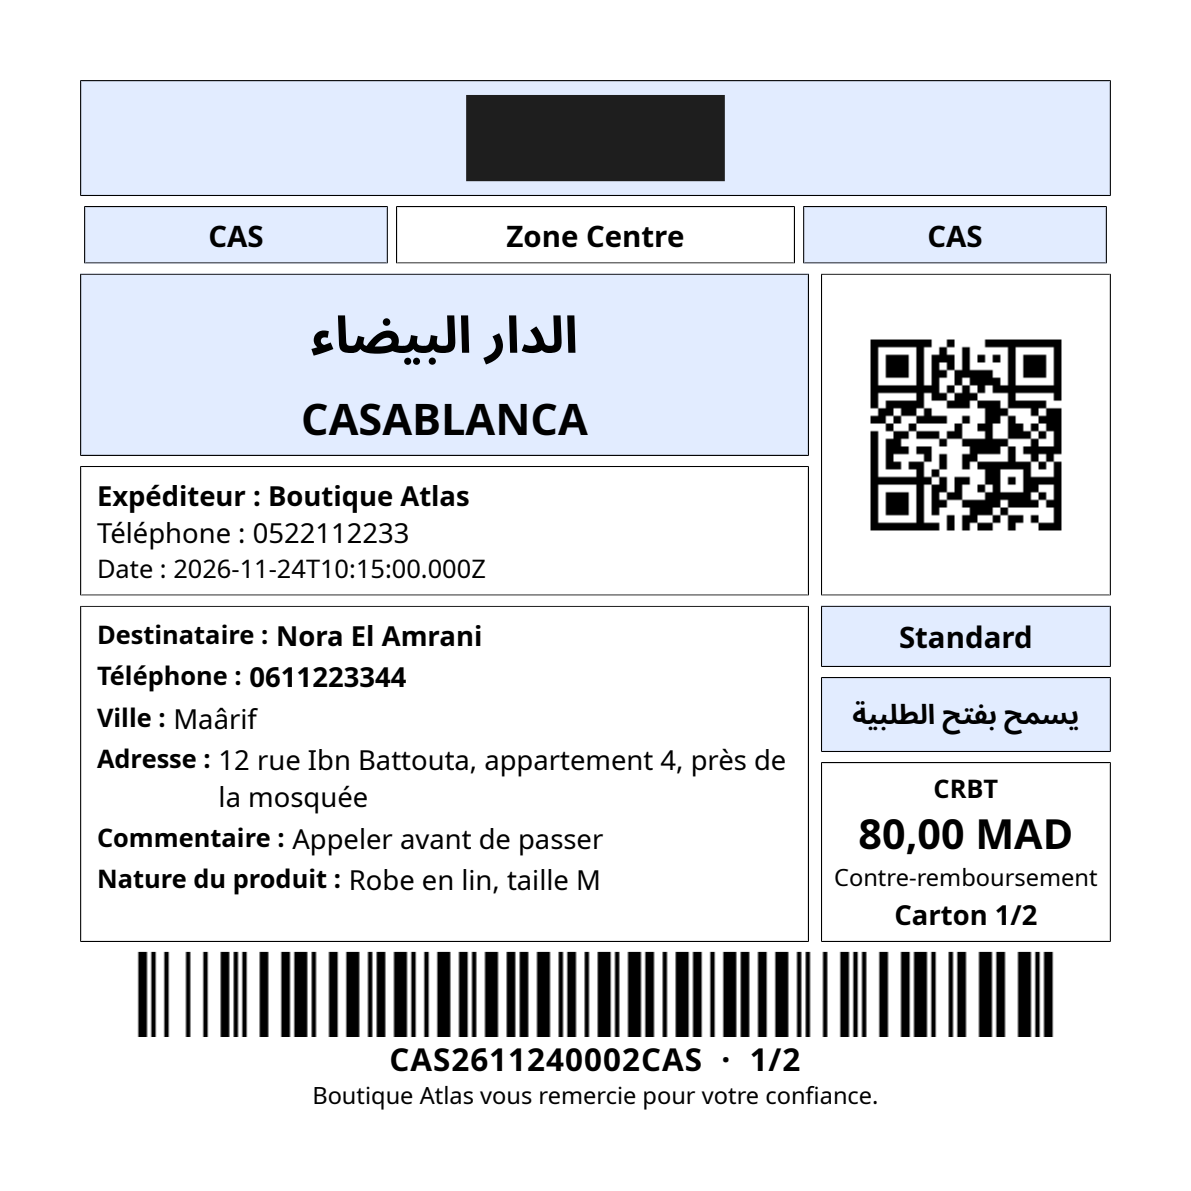 CAS
Zone Centre
CAS
الدار البيضاء
CASABLANCA
Expéditeur : Boutique Atlas
Téléphone : 0522112233
Date : 2026-11-24T10:15:00.000Z
Destinataire : Nora El Amrani
Téléphone : 0611223344
Ville : Maârif
Adresse : 12 rue Ibn Battouta, appartement 4, près de
la mosquée
Commentaire : Appeler avant de passer
Nature du produit : Robe en lin, taille M
Standard
يسمح بفتح الطلبية
CRBT
80,00 MAD
Contre-remboursement
Carton 1/2
CAS2611240002CAS · 1/2
Boutique Atlas vous remercie pour votre confiance.